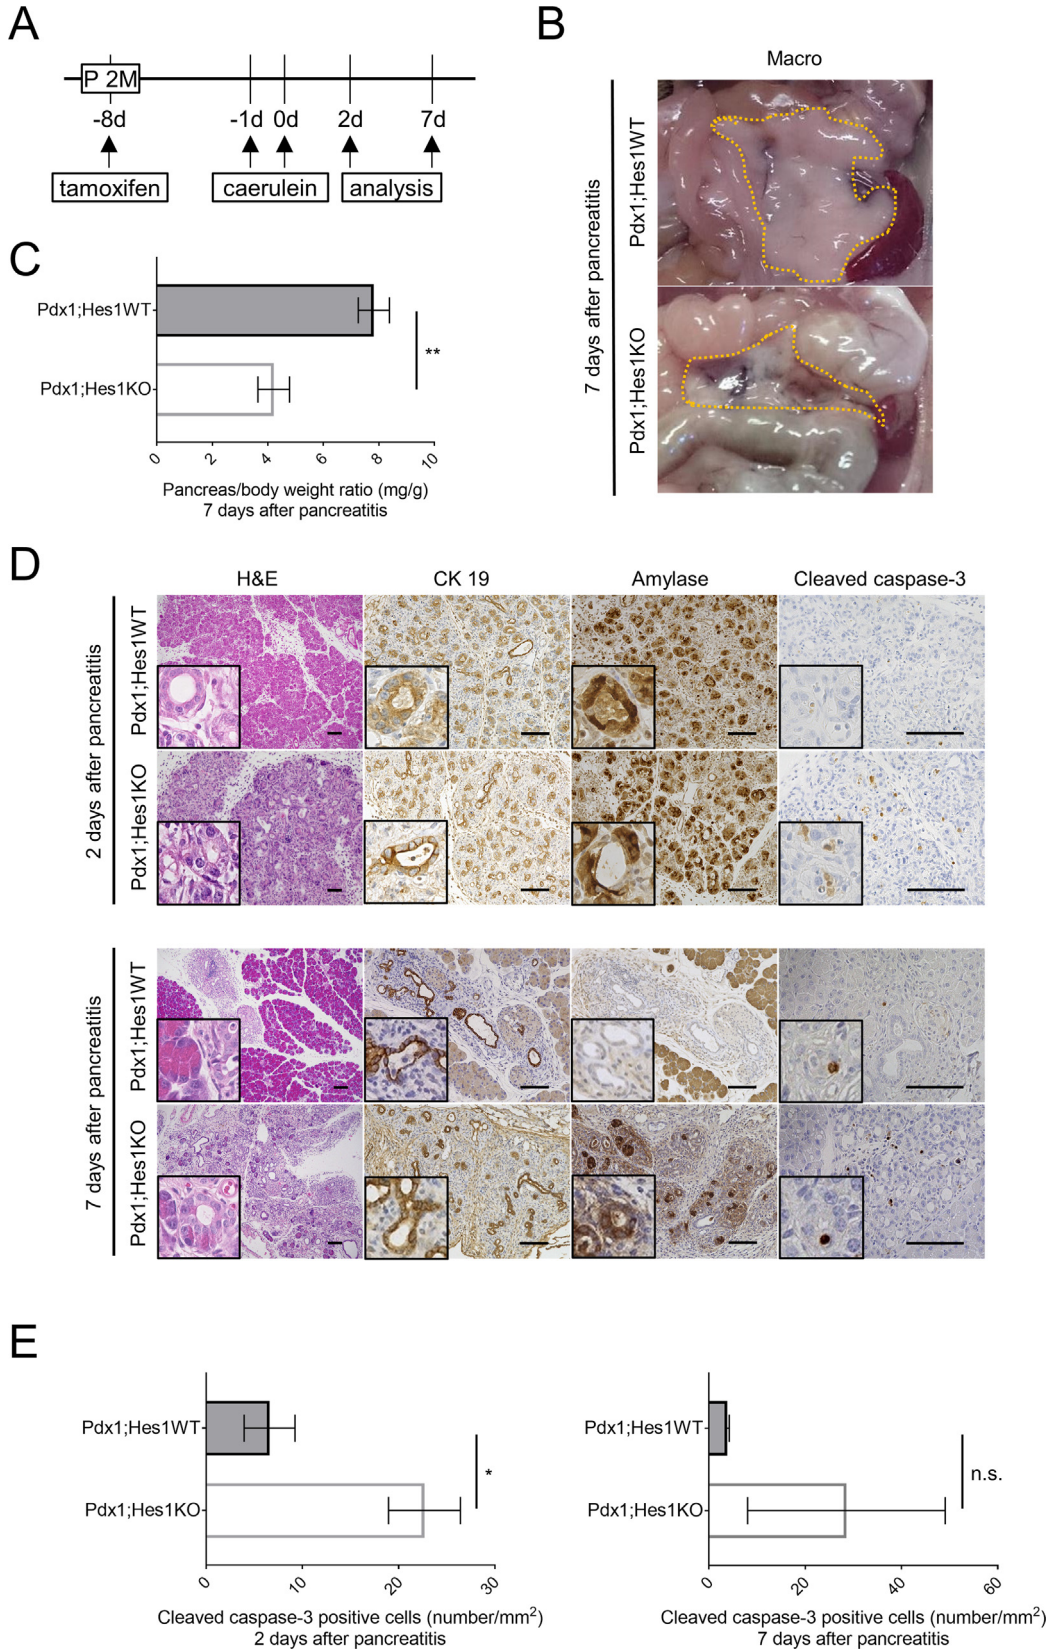 A
P 2M
-8d
-1d
0d
2d
7d
tamoxifen
caerulein
analysis
B
Macro
7 days after pancreatitis
Pdx1;Hes1WT
Pdx1;Hes1KO
C
Pdx1;Hes1WT
Pdx1;Hes1KO
**
0
2
4
6
8
10
Pancreas/body weight ratio (mg/g)
7 days after pancreatitis
D
H&E
CK 19
Amylase
Cleaved caspase-3
2 days after pancreatitis
Pdx1;Hes1WT
Pdx1;Hes1KO
7 days after pancreatitis
Pdx1;Hes1WT
Pdx1;Hes1KO
E
Pdx1;Hes1WT
Pdx1;Hes1KO
*
0
10
20
30
Cleaved caspase-3 positive cells (number/mm²)
2 days after pancreatitis
Pdx1;Hes1WT
Pdx1;Hes1KO
n.s.
0
20
40
60
Cleaved caspase-3 positive cells (number/mm²)
7 days after pancreatitis